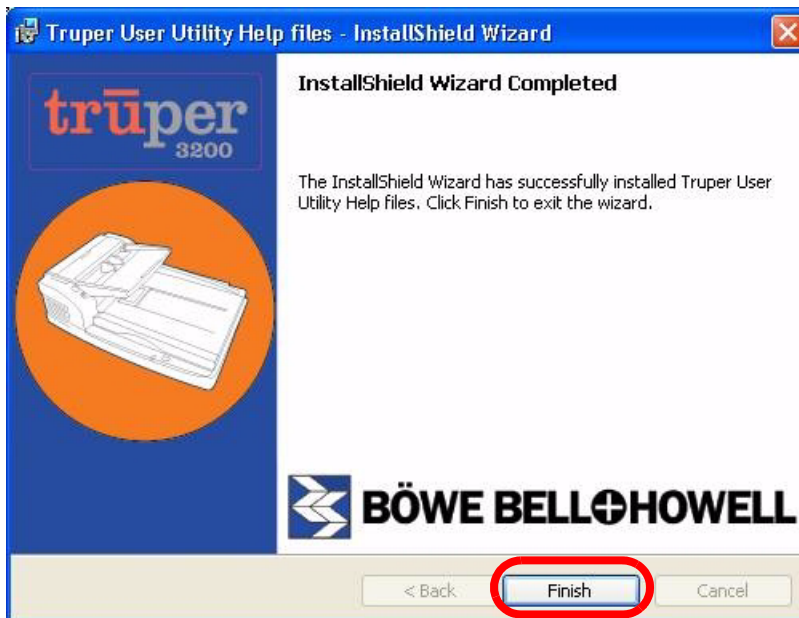 Truper User Utility Help files - InstallShield Wizard
trūper
3200
InstallShield Wizard Completed
The InstallShield Wizard has successfully installed Truper User
Utility Help files. Click Finish to exit the wizard.
BÖWE BELL+HOWELL
< Back
Finish
Cancel